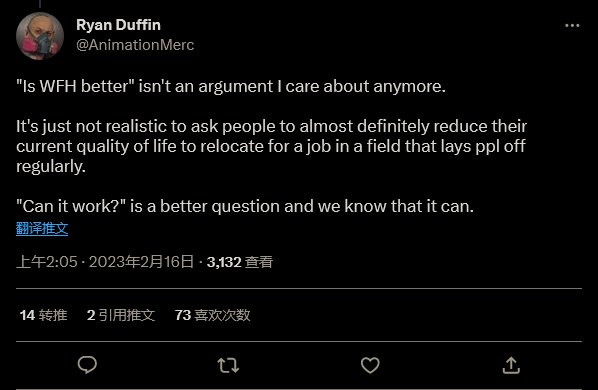 Ryan Duffin
@AnimationMerc
"Is WFH better" isn't an argument I care about anymore.
It's just not realistic to ask people to almost definitely reduce their
current quality of life to relocate for a job in a field that lays ppl off
regularly.
"Can it work?" is a better question and we know that it can.
翻译推文
上午2:05 · 2023年2月16日 · 3,132 查看
14 转推 2 引用推文 73 喜欢次数